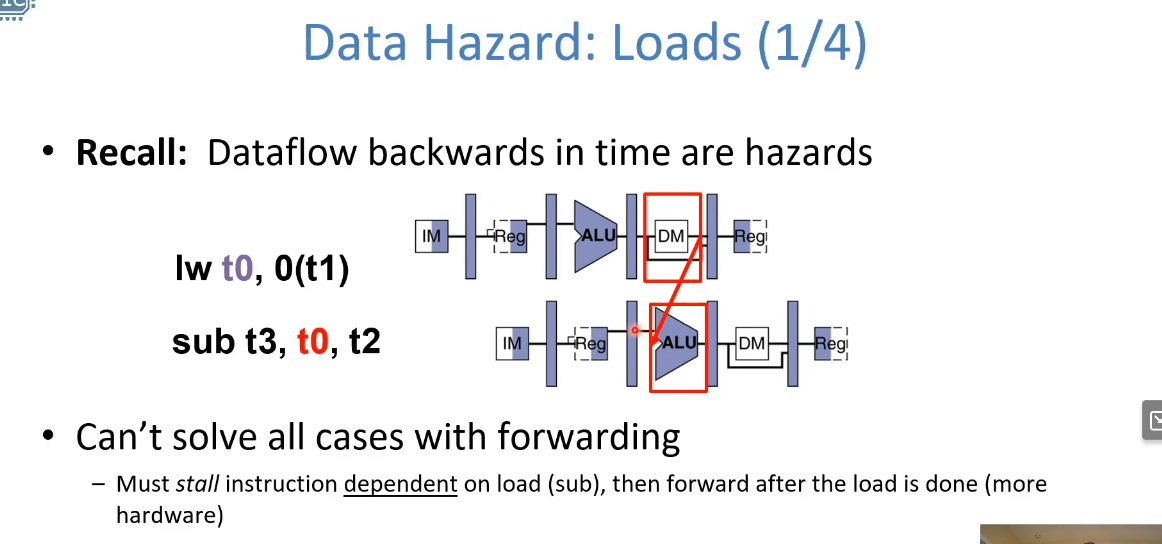 Data Hazard: Loads (1/4)
• Recall: Dataflow backwards in time are hazards
IM Reg ALU DM Reg
lw t0, 0(t1)
sub t3, t0, t2
IM Reg ALU DM Reg
• Can’t solve all cases with forwarding
– Must stall instruction dependent on load (sub), then forward after the load is done (more
hardware)